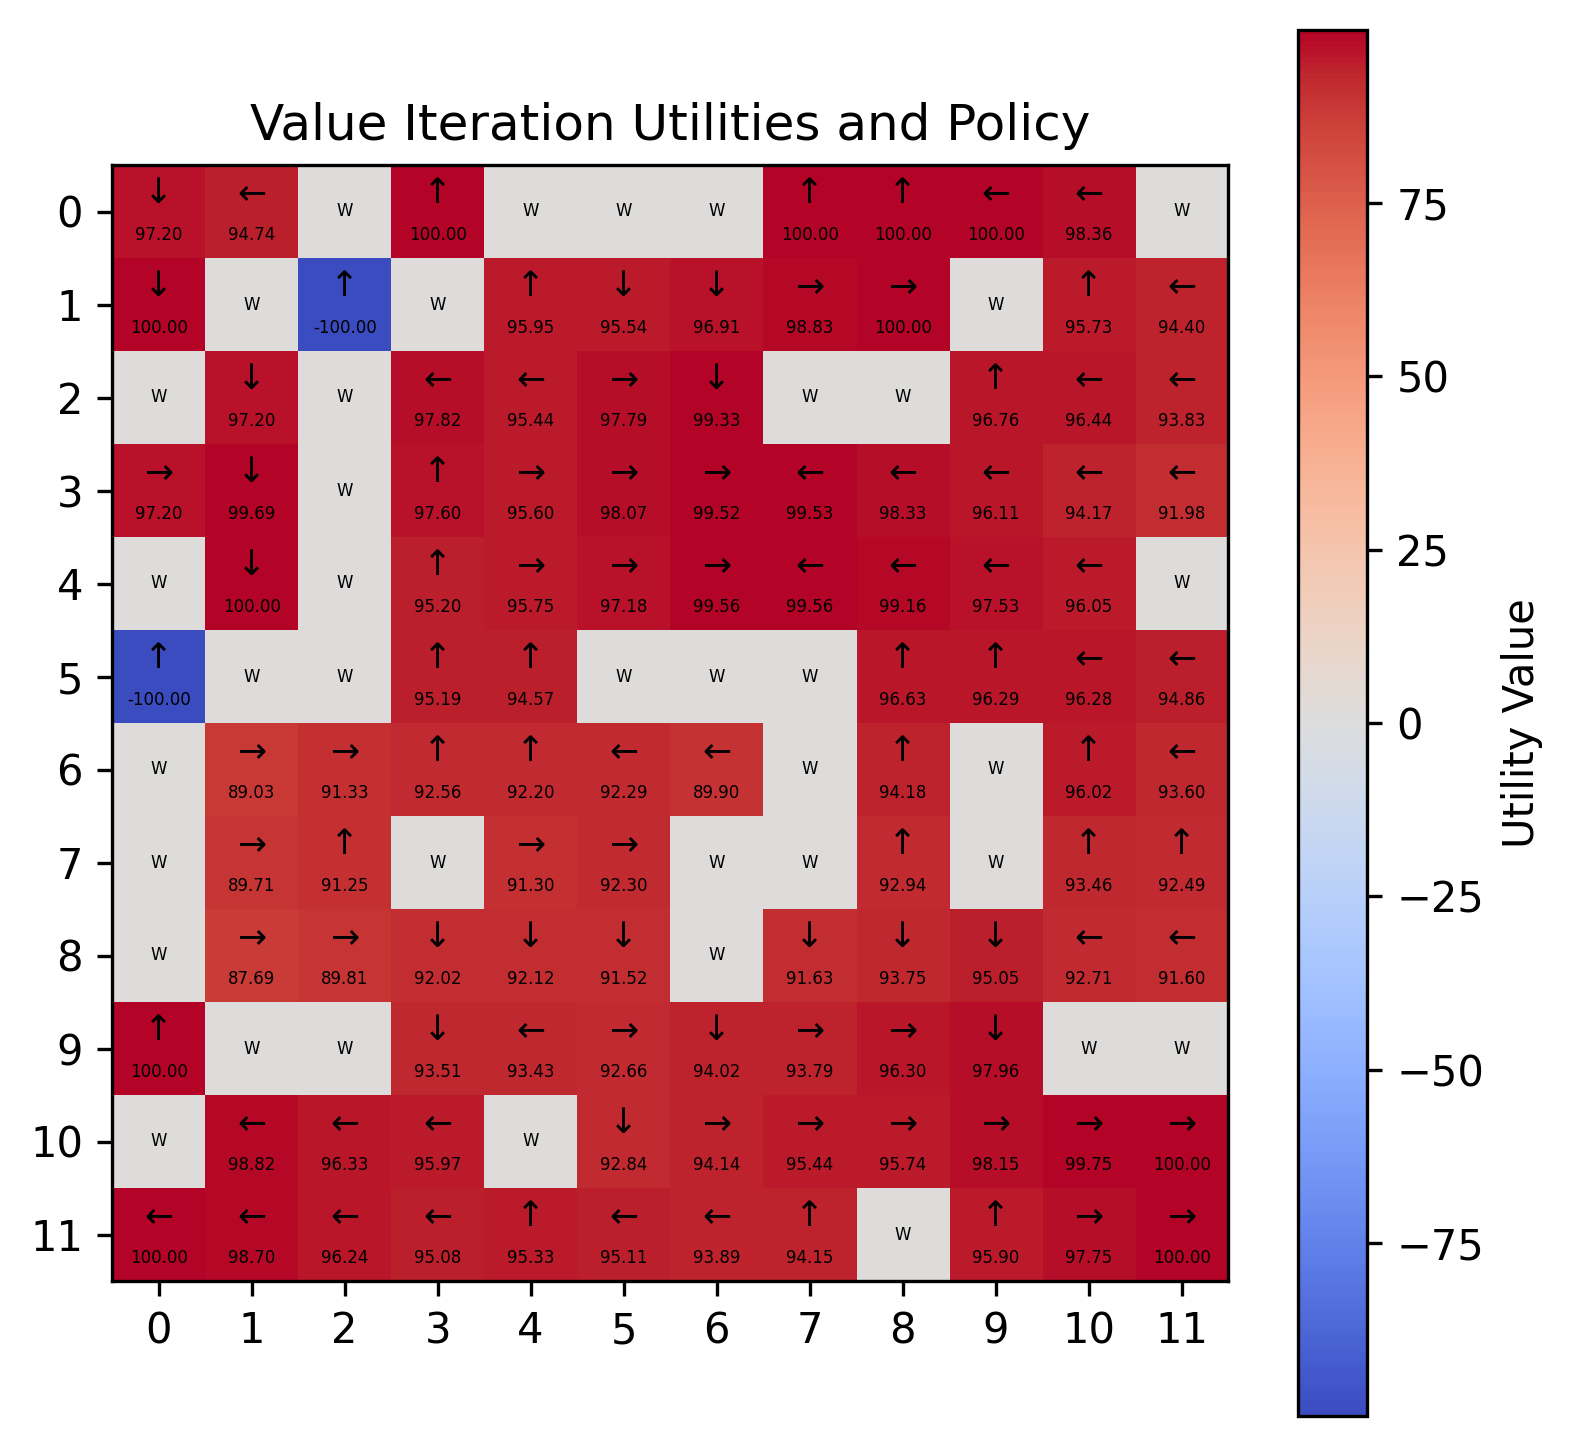 Value Iteration Utilities and Policy
0 ↓ ← W ↑ W W W ↑ ↑ ← ← W
97.20 94.74 100.00 100.00 100.00 100.00 98.36
1 ↓ W ↑ W ↑ ↓ ↓ → → W ↑ ←
100.00 -100.00 95.95 95.54 96.91 98.83 100.00 95.73 94.40
2 W ↓ W ← ← → ↓ W W ↑ ← ←
97.20 97.82 95.44 97.79 99.33 96.76 96.44 93.83
3 → ↓ W ↑ → → → ← ← ← ← ←
97.20 99.69 97.60 95.60 98.07 99.52 99.53 98.33 96.11 94.17 91.98
4 W ↓ W ↑ → → → ← ← ← ← W
100.00 95.20 95.75 97.18 99.56 99.56 99.16 97.53 96.05
5 ↑ W W ↑ ↑ W W W ↑ ↑ ← ←
-100.00 95.19 94.57 96.63 96.29 96.28 94.86
6 W → → ↑ ↑ ← ← W ↑ W ↑ ←
89.03 91.33 92.56 92.20 92.29 89.90 94.18 96.02 93.60
7 W → ↑ W → → W W ↑ W ↑ ↑
89.71 91.25 91.30 92.30 92.94 93.46 92.49
8 W → → ↓ ↓ ↓ W ↓ ↓ ↓ ← ←
87.69 89.81 92.02 92.12 91.52 91.63 93.75 95.05 92.71 91.60
9 ↑ W W ↓ ← → ↓ → → ↓ W W
100.00 93.51 93.43 92.66 94.02 93.79 96.30 97.96
10 W ← ← ← W ↓ → → → → → →
98.82 96.33 95.97 92.84 94.14 95.44 95.74 98.15 99.75 100.00
11 ← ← ← ← ↑ ← ← ↑ W ↑ → →
100.00 98.70 96.24 95.08 95.33 95.11 93.89 94.15 95.90 97.75 100.00
0 1 2 3 4 5 6 7 8 9 10 11
75
50
25
0
−25
−50
−75
Utility Value